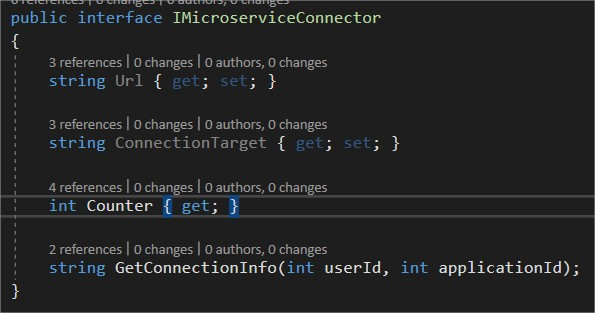 0 references | 0 changes | 0 authors, 0 changes
public interface IMicroserviceConnector
{
3 references | 0 changes | 0 authors, 0 changes
string Url { get; set; }
3 references | 0 changes | 0 authors, 0 changes
string ConnectionTarget { get; set; }
4 references | 0 changes | 0 authors, 0 changes
int Counter { get; }
2 references | 0 changes | 0 authors, 0 changes
string GetConnectionInfo(int userId, int applicationId);
}